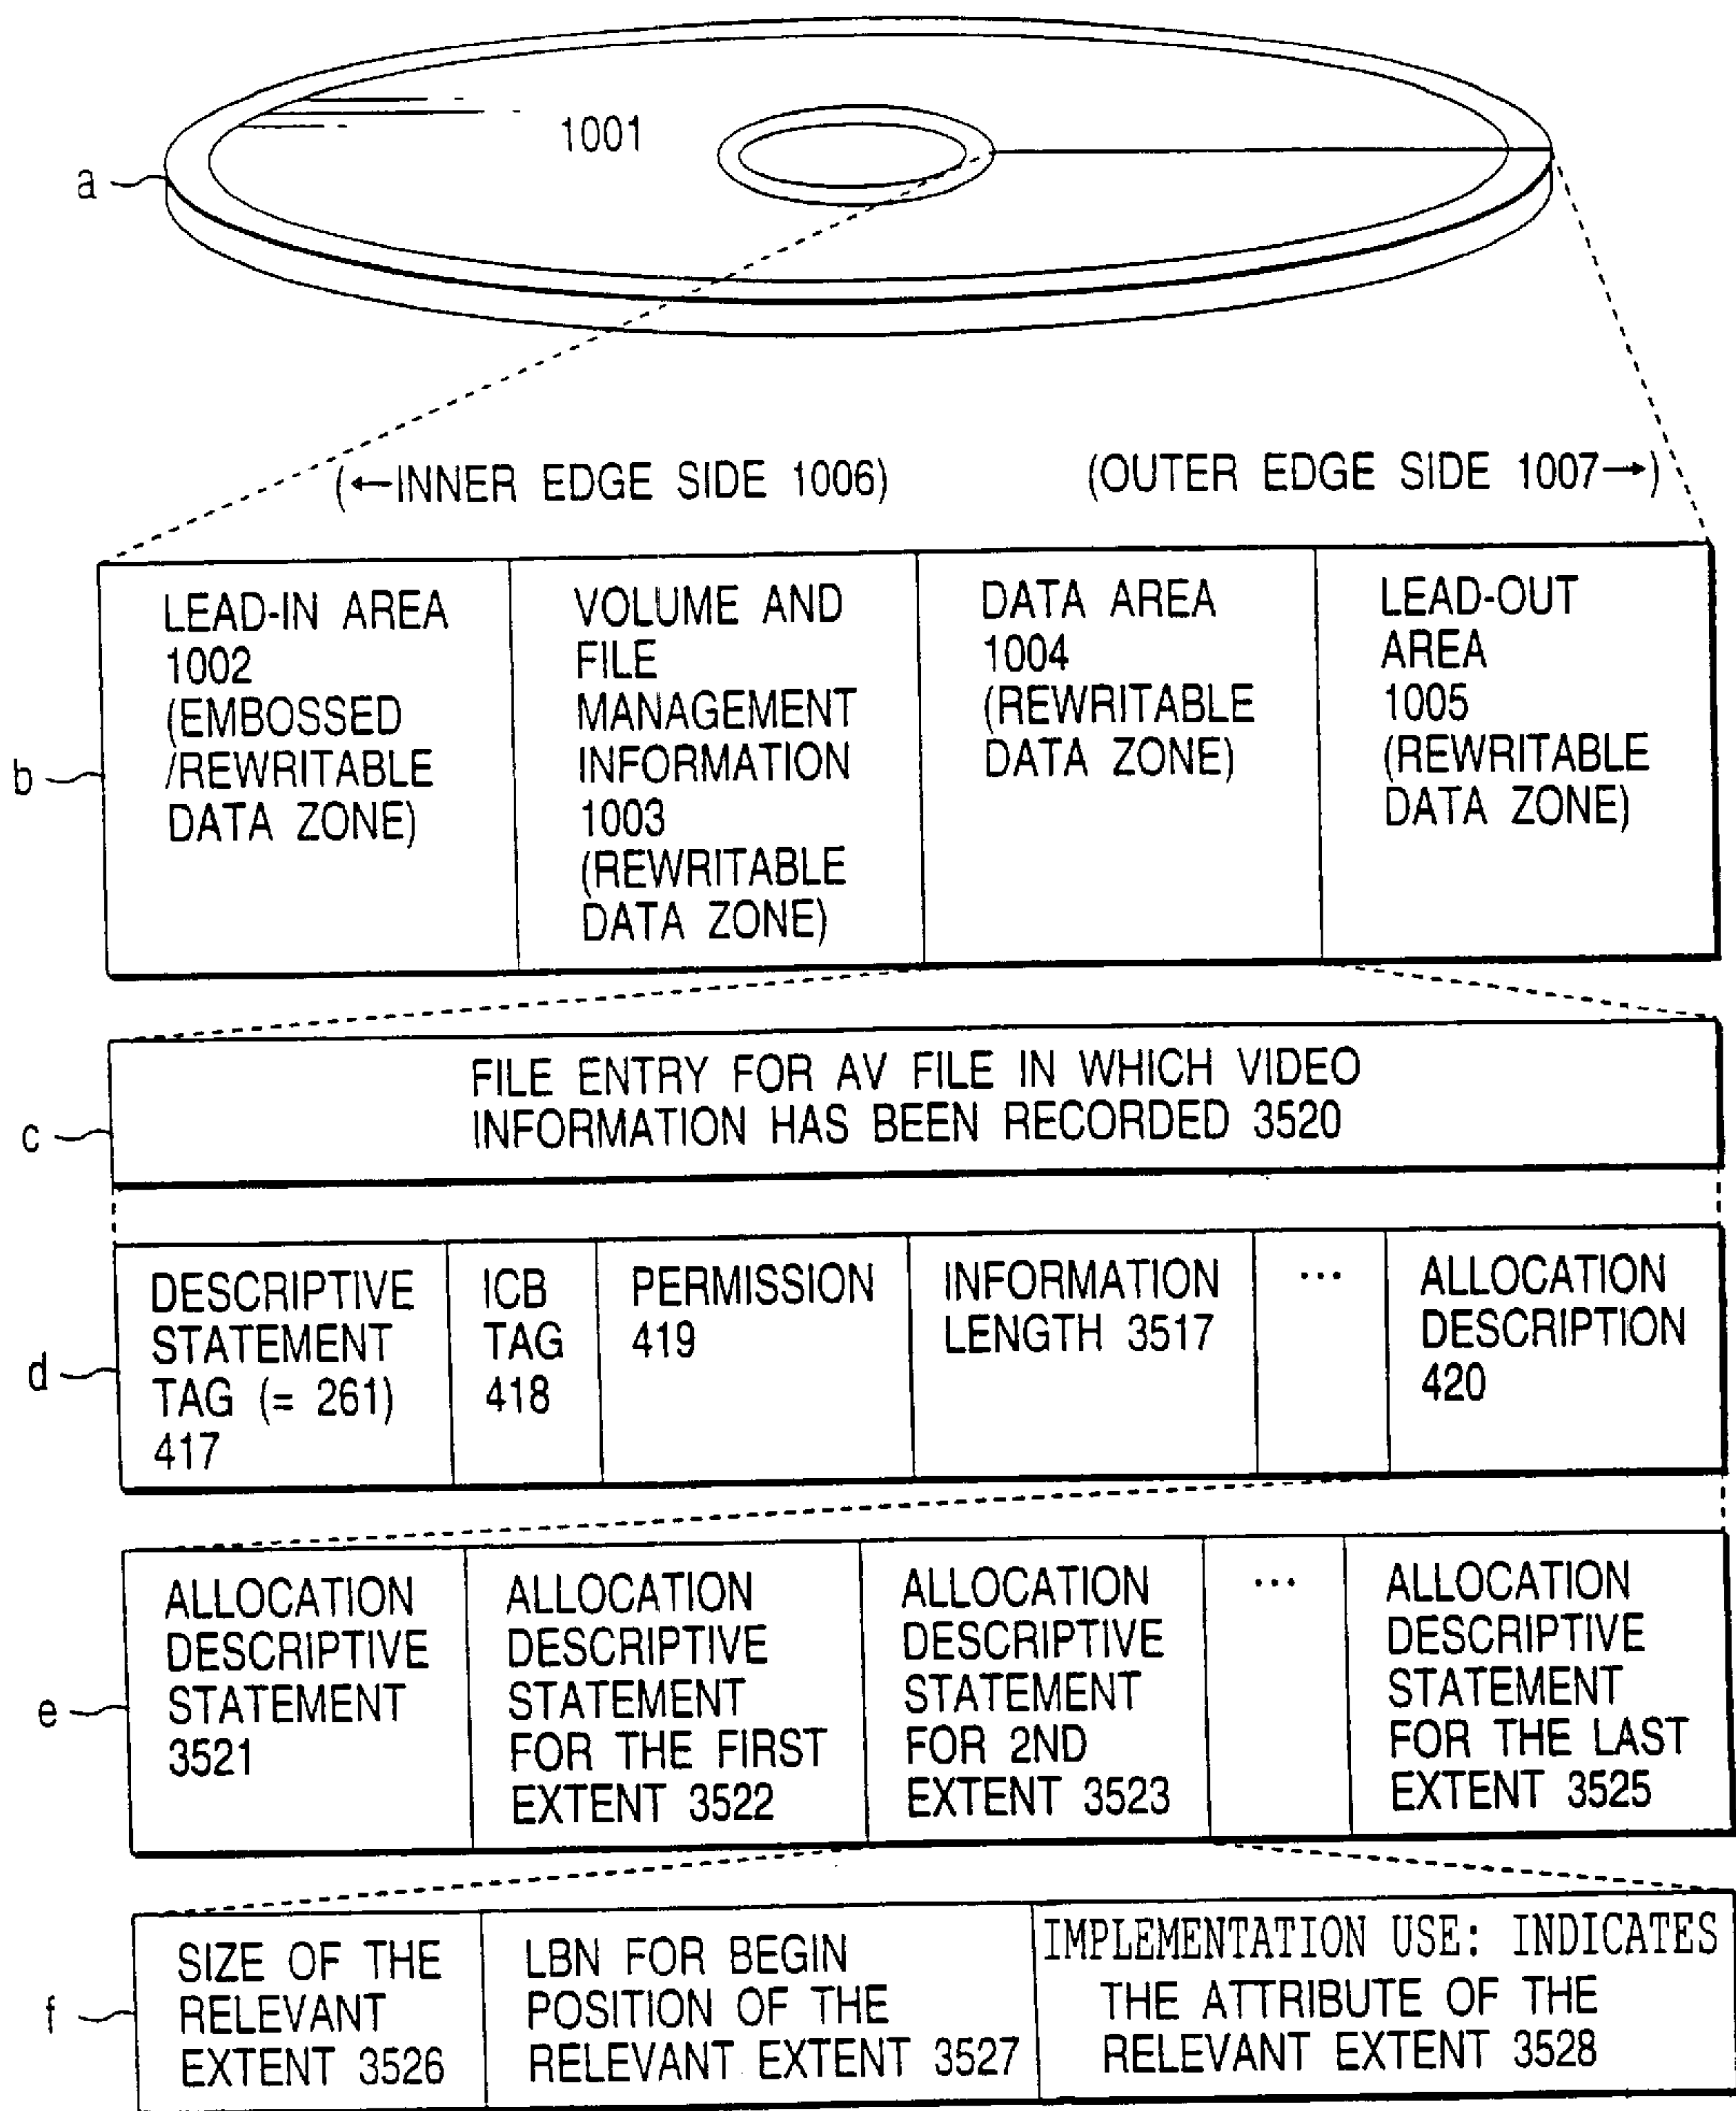 1001
a
(←INNER EDGE SIDE 1006)
(OUTER EDGE SIDE 1007→)
b
LEAD-IN AREA
1002
(EMBOSSED
/REWRITABLE
DATA ZONE)
VOLUME AND
FILE
MANAGEMENT
INFORMATION
1003
(REWRITABLE
DATA ZONE)
DATA AREA
1004
(REWRITABLE
DATA ZONE)
LEAD-OUT
AREA
1005
(REWRITABLE
DATA ZONE)
c
FILE ENTRY FOR AV FILE IN WHICH VIDEO
INFORMATION HAS BEEN RECORDED 3520
d
DESCRIPTIVE
STATEMENT
TAG (= 261)
417
ICB
TAG
418
PERMISSION
419
INFORMATION
LENGTH 3517
...
ALLOCATION
DESCRIPTION
420
e
ALLOCATION
DESCRIPTIVE
STATEMENT
3521
ALLOCATION
DESCRIPTIVE
STATEMENT
FOR THE FIRST
EXTENT 3522
ALLOCATION
DESCRIPTIVE
STATEMENT
FOR 2ND
EXTENT 3523
...
ALLOCATION
DESCRIPTIVE
STATEMENT
FOR THE LAST
EXTENT 3525
f
SIZE OF THE
RELEVANT
EXTENT 3526
LBN FOR BEGIN
POSITION OF THE
RELEVANT EXTENT 3527
IMPLEMENTATION USE: INDICATES
THE ATTRIBUTE OF THE
RELEVANT EXTENT 3528